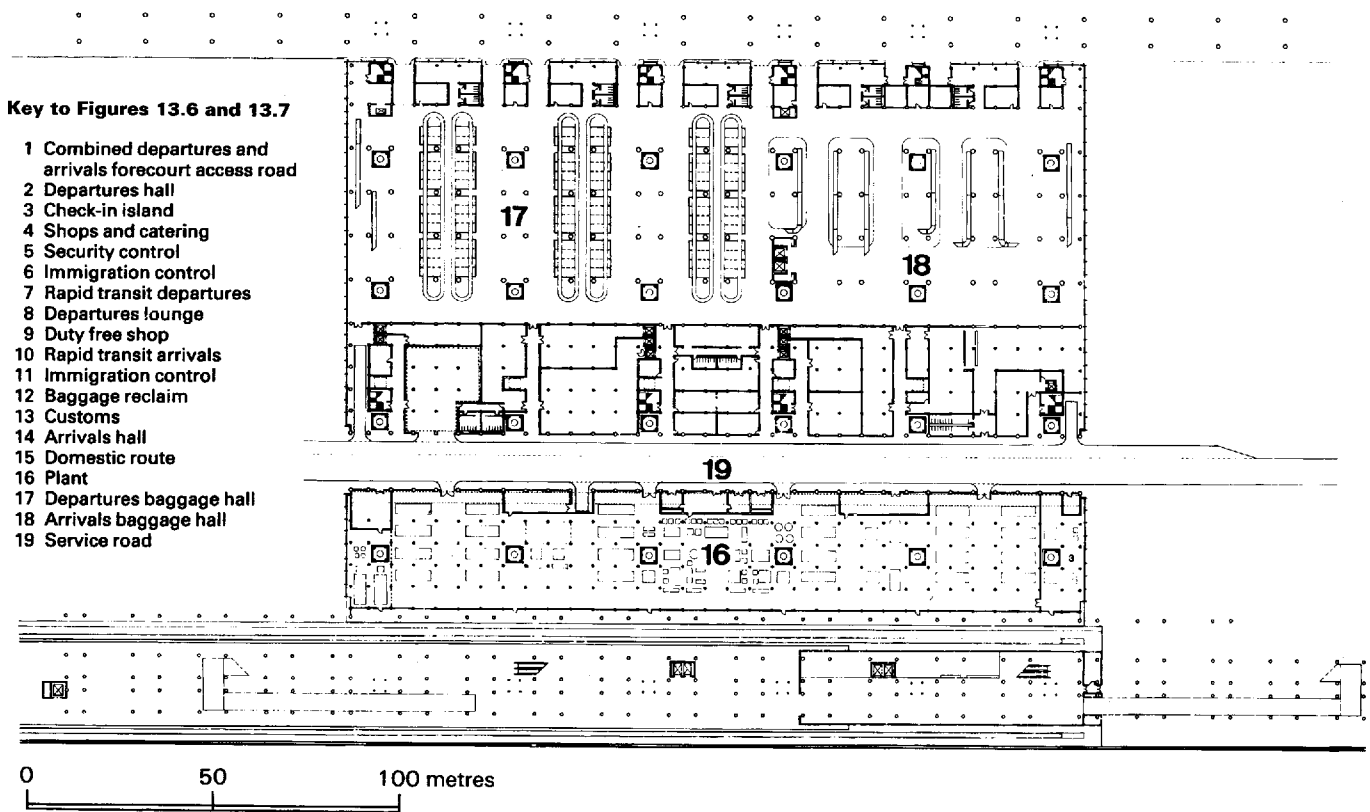 Key to Figures 13.6 and 13.7
1 Combined departures and
arrivals forecourt access road
2 Departures hall
3 Check-in island
4 Shops and catering
5 Security control
6 Immigration control
7 Rapid transit departures
8 Departures lounge
9 Duty free shop
10 Rapid transit arrivals
11 Immigration control
12 Baggage reclaim
13 Customs
14 Arrivals hall
15 Domestic route
16 Plant
17 Departures baggage hall
18 Arrivals baggage hall
19 Service road
17
18
19
16
3
0 50 100 metres